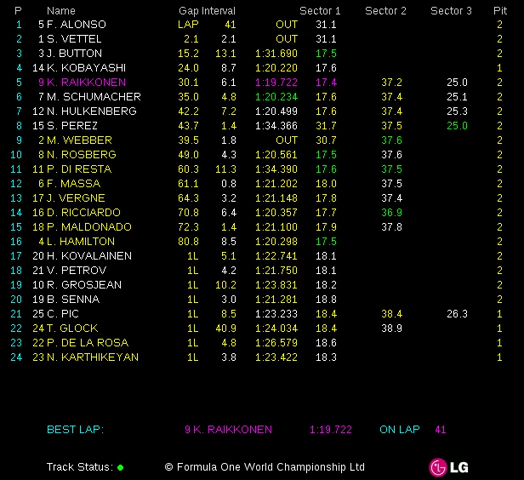 P Name Gap Interval Sector 1 Sector 2 Sector 3 Pit
1 5 F. ALONSO LAP 41 OUT 31.1 2
2 1 S. VETTEL 2.1 2.1 OUT 31.1 2
3 3 J. BUTTON 15.2 13.1 1:31.690 17.5 2
4 14 K. KOBAYASHI 24.0 8.7 1:20.220 17.6 1
5 9 K. RAIKKONEN 30.1 6.1 1:19.722 17.4 37.2 25.0 2
6 7 M. SCHUMACHER 35.0 4.8 1:20.234 17.6 37.4 25.1 2
7 12 N. HULKENBERG 42.2 7.2 1:20.499 17.6 37.4 25.3 2
8 15 S. PEREZ 43.7 1.4 1:34.366 31.7 37.5 25.0 2
9 2 M. WEBBER 39.5 1.8 OUT 30.7 37.6 2
10 8 N. ROSBERG 49.0 4.3 1:20.561 17.5 37.6 2
11 11 P. DI RESTA 60.3 11.3 1:34.390 17.6 37.5 2
12 6 F. MASSA 61.1 0.8 1:21.202 18.0 37.5 2
13 17 J. VERGNE 64.3 3.2 1:21.148 17.8 37.4 2
14 16 D. RICCIARDO 70.8 6.4 1:20.357 17.7 36.9 2
15 18 P. MALDONADO 72.3 1.4 1:21.100 17.9 37.8 2
16 4 L. HAMILTON 80.8 8.5 1:20.298 17.5 2
17 20 H. KOVALAINEN 1L 5.1 1:22.741 18.1 2
18 21 V. PETROV 1L 4.2 1:21.750 18.1 2
19 10 R. GROSJEAN 1L 10.2 1:23.831 18.2 2
20 19 B. SENNA 1L 3.0 1:21.281 18.8 2
21 25 C. PIC 1L 8.5 1:23.233 18.4 38.4 26.3 1
22 24 T. GLOCK 1L 40.9 1:24.034 18.4 38.9 1
23 22 P. DE LA ROSA 1L 4.8 1:26.579 18.6 1
24 23 N. KARTHIKEYAN 1L 3.8 1:23.422 18.3 1
BEST LAP: 9 K. RAIKKONEN 1:19.722 ON LAP 41
Track Status: © Formula One World Championship Ltd LG